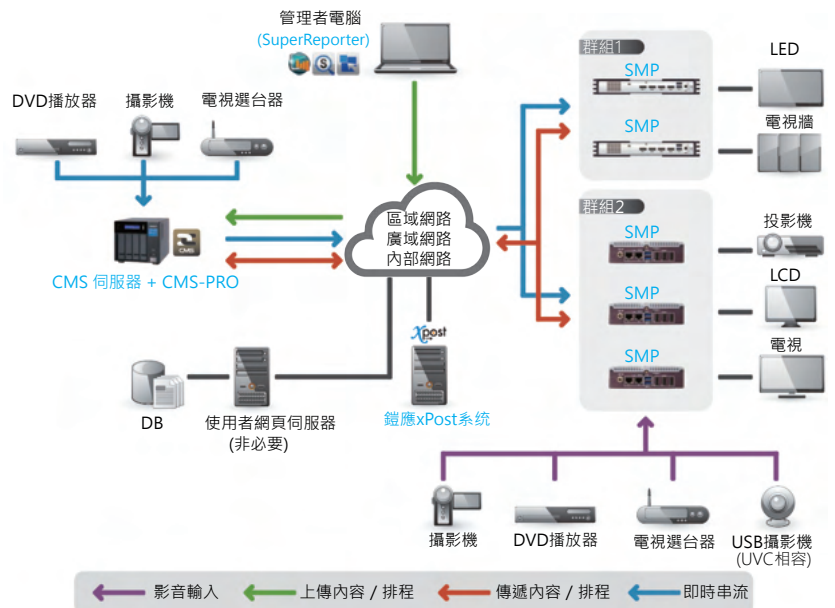 管理者電腦
(SuperReporter)
DVD播放器
攝影機
電視選台器
CMS
CMS 伺服器 + CMS-PRO
區域網路
廣域網路
內部網路
DB
使用者網頁伺服器
(非必要)
Xpost
鎧應xPost系统
群組1
SMP
SMP
LED
電視牆
群組2
SMP
SMP
SMP
投影機
LCD
電視
攝影機
DVD播放器
電視選台器
USB攝影機
(UVC相容)
影音輸入
上傳內容 / 排程
傳遞內容 / 排程
即時串流